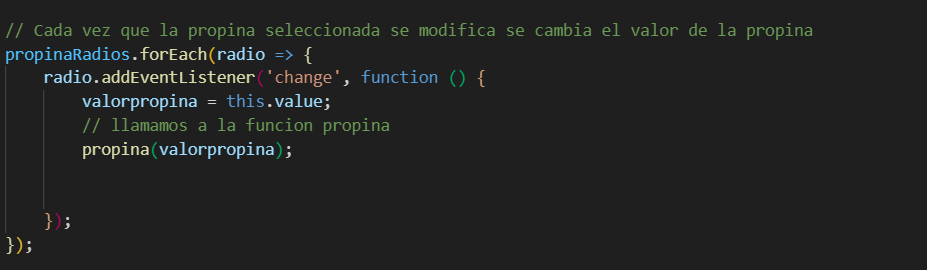 // Cada vez que la propina seleccionada se modifica se cambia el valor de la propina
propinaRadios.forEach(radio => {
    radio.addEventListener('change', function () {
        valorpropina = this.value;
        // llamamos a la funcion propina
        propina(valorpropina);
    });
});